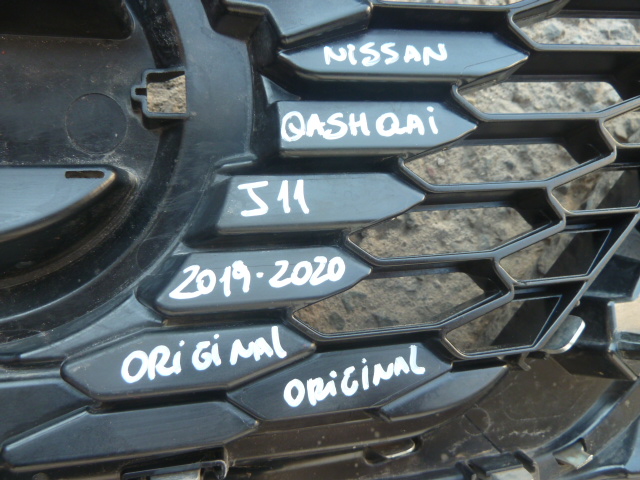 NISSAN
QASHQAi
J11
2019-2020
ORiGiNAL
ORiGiNAL